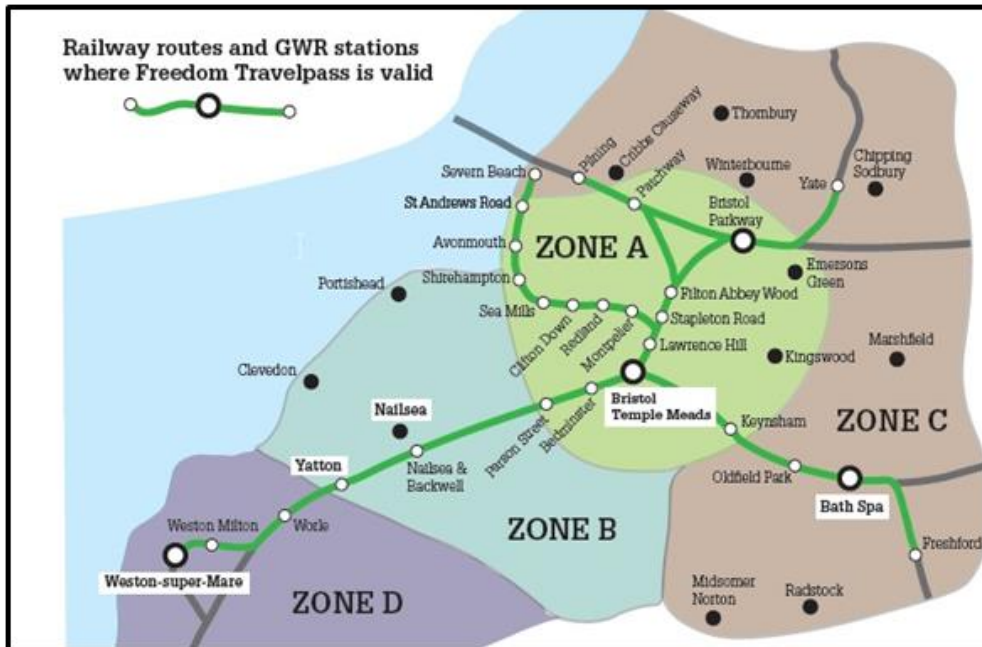 Railway routes and GWR stations
where Freedom Travelpass is valid
Thornbury
Cribbs Causeway
Pilning
Severn Beach
Patchway
Winterbourne
Chipping
Sodbury
Yate
St Andrews Road
Bristol
Parkway
ZONE A
Avonmouth
Emersons
Green
Shirehampton
Portishead
Filton Abbey Wood
Sea Mills
Stapleton Road
Clifton Down
Redland
Montpelier
Lawrence Hill
Marshfield
Kingswood
Clevedon
Nailsea
Bristol
Temple Meads
ZONE C
Parson Street
Bedminster
Keynsham
Yatton
Nailsea &
Backwell
Oldfield Park
Bath Spa
Weston Milton
Worle
ZONE B
Freshford
Weston-super-Mare
ZONE D
Midsomer
Norton
Radstock